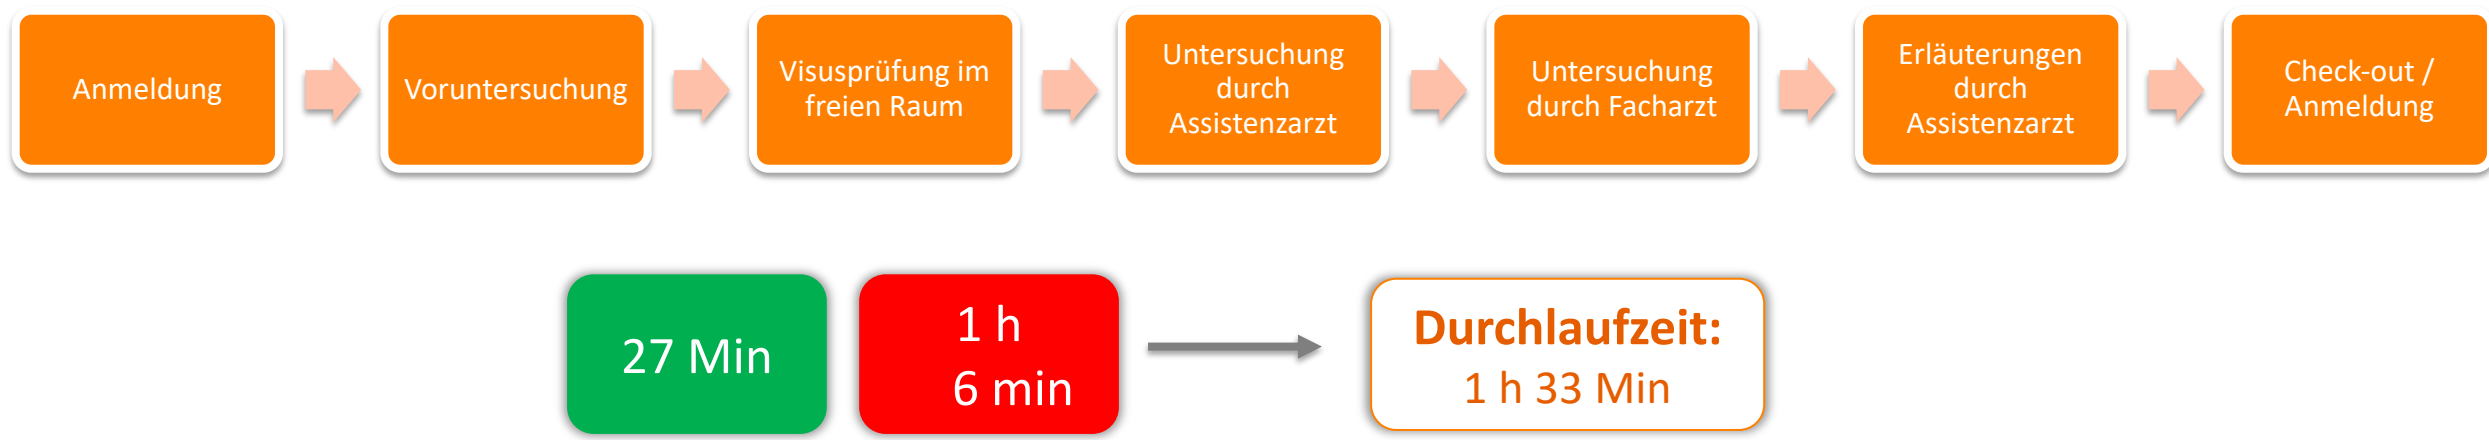 Anmeldung
Voruntersuchung
Visusprüfung im
freien Raum
Untersuchung
durch
Assistenzarzt
Untersuchung
durch Facharzt
Erläuterungen
durch
Assistenzarzt
Check-out /
Anmeldung
27 Min
1 h
6 min
Durchlaufzeit:
1 h 33 Min